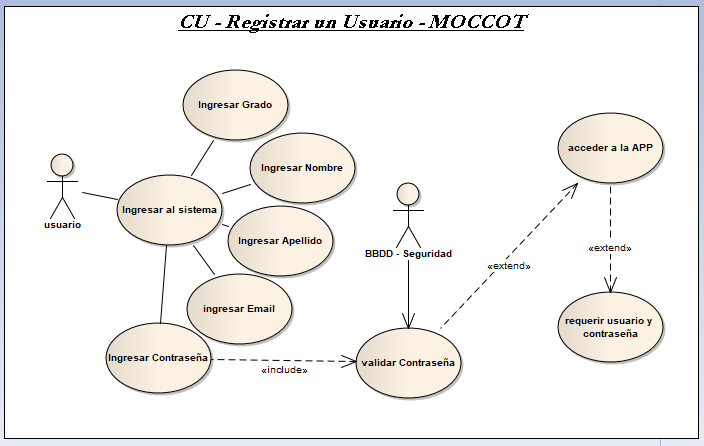 CU - Registrar un Usuario - MOCCOT
Ingresar Grado
Ingresar Nombre
acceder a la APP
usuario
Ingresar al sistema
Ingresar Apellido
BBDD - Seguridad
«extend»
«extend»
ingresar Email
requerir usuario y
contraseña
Ingresar Contraseña
«include»
validar Contraseña